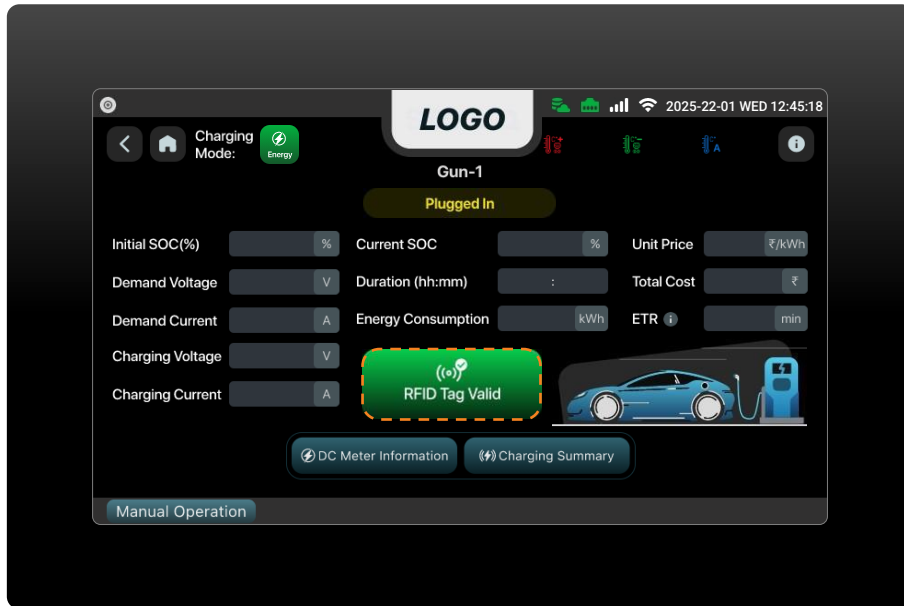 LOGO
2025-22-01 WED 12:45:18
Charging
Mode:
Energy
Gun-1
Plugged In
Initial SOC(%) %
Current SOC %
Unit Price ₹/kWh
Demand Voltage V
Duration (hh:mm) :
Total Cost ₹
Demand Current A
Energy Consumption kWh
ETR i min
Charging Voltage V
Charging Current A
RFID Tag Valid
DC Meter Information
Charging Summary
Manual Operation